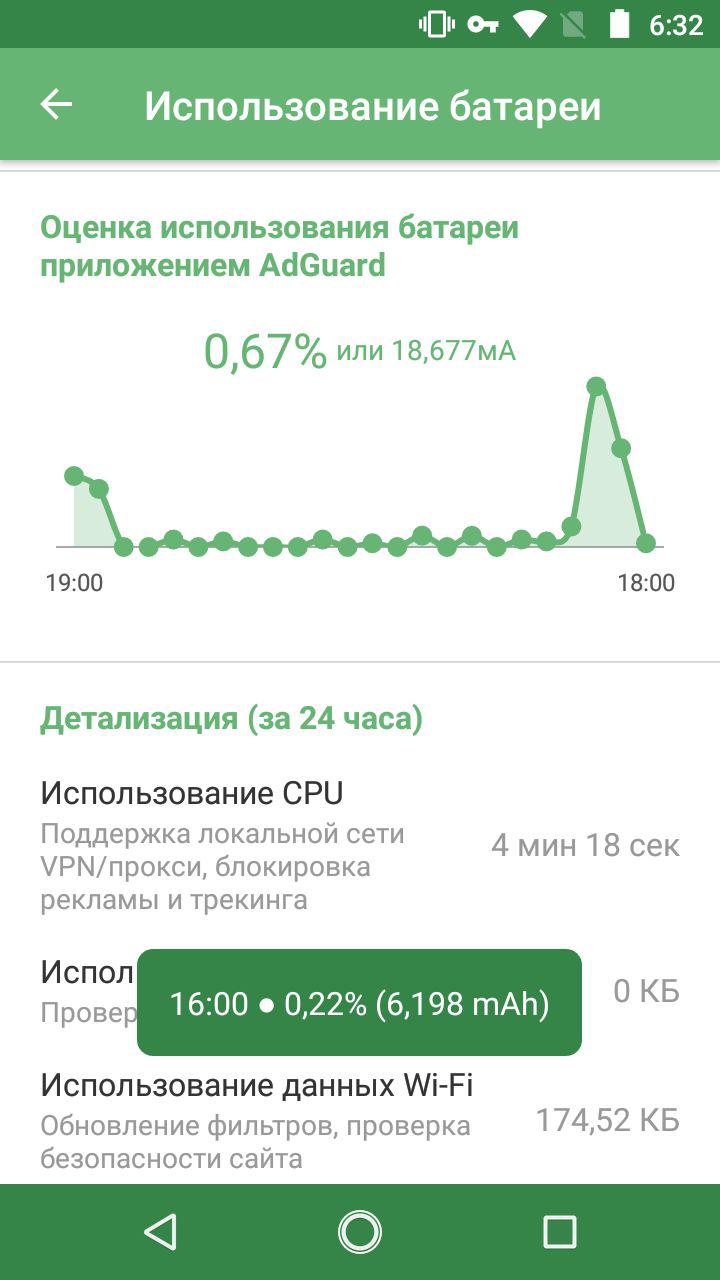 6:32
Использование батареи
Оценка использования батареи
приложением AdGuard
0,67% или 18,677мА
19:00
18:00
Детализация (за 24 часа)
Использование CPU
Поддержка локальной сети
VPN/прокси, блокировка
рекламы и трекинга
4 мин 18 сек
16:00 ● 0,22% (6,198 mAh)
0 КБ
Использование данных Wi-Fi
Обновление фильтров, проверка
безопасности сайта
174,52 КБ